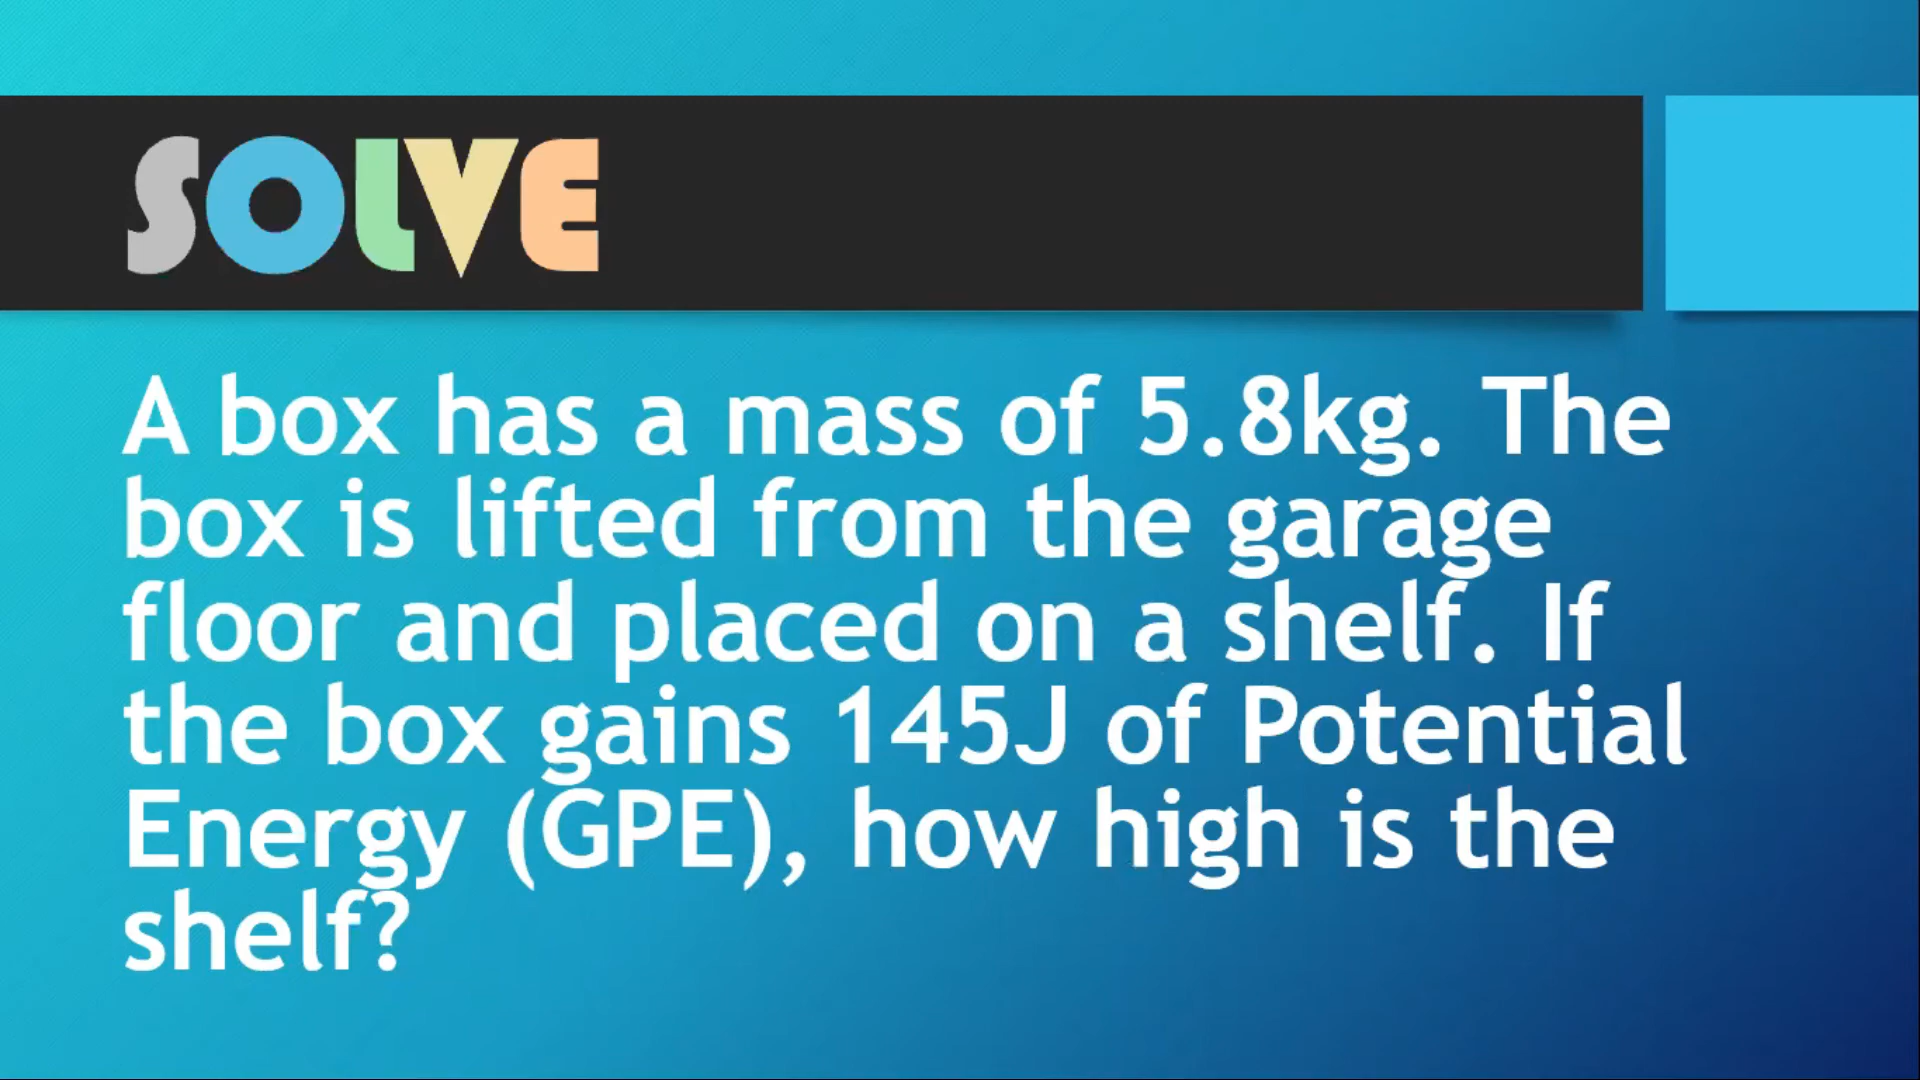 SOLVE
A box has a mass of 5.8kg. The
box is lifted from the garage
floor and placed on a shelf. If
the box gains 145J of Potential
Energy (GPE), how high is the
shelf?